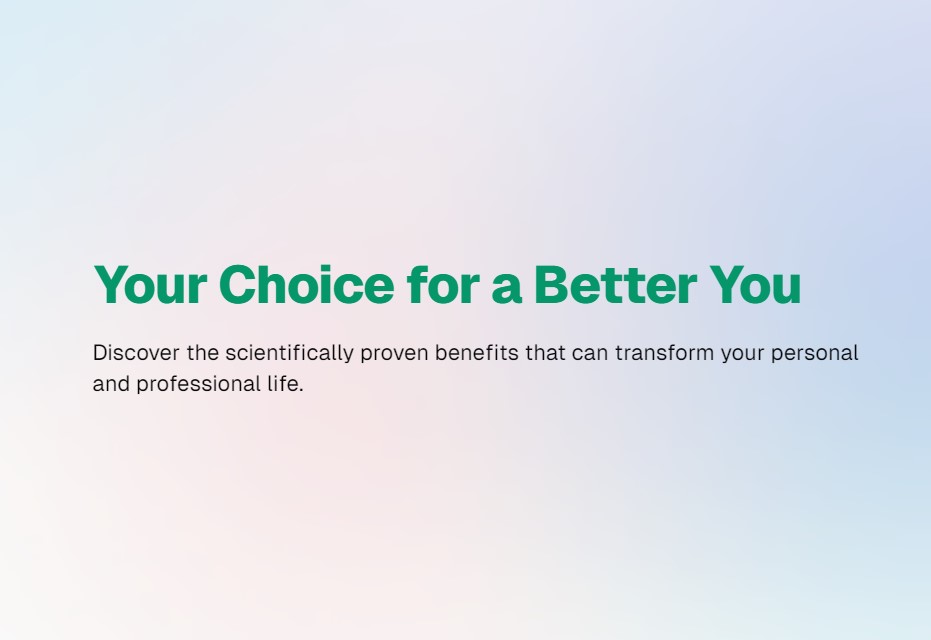 Your Choice for a Better You
Discover the scientifically proven benefits that can transform your personal
and professional life.